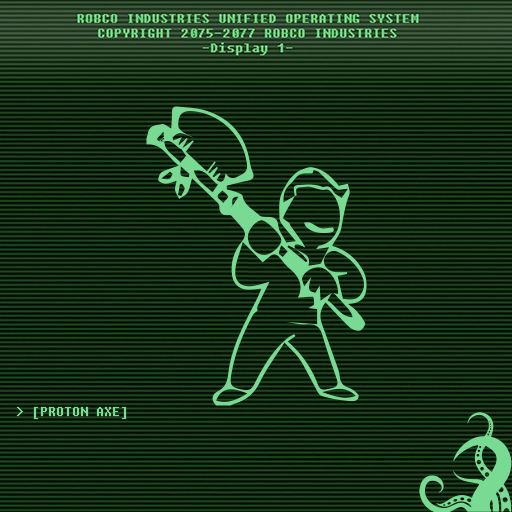 ROBCO INDUSTRIES UNIFIED OPERATING SYSTEM
COPYRIGHT 2075-2077 ROBCO INDUSTRIES
-Display 1-
> [PROTON AXE]